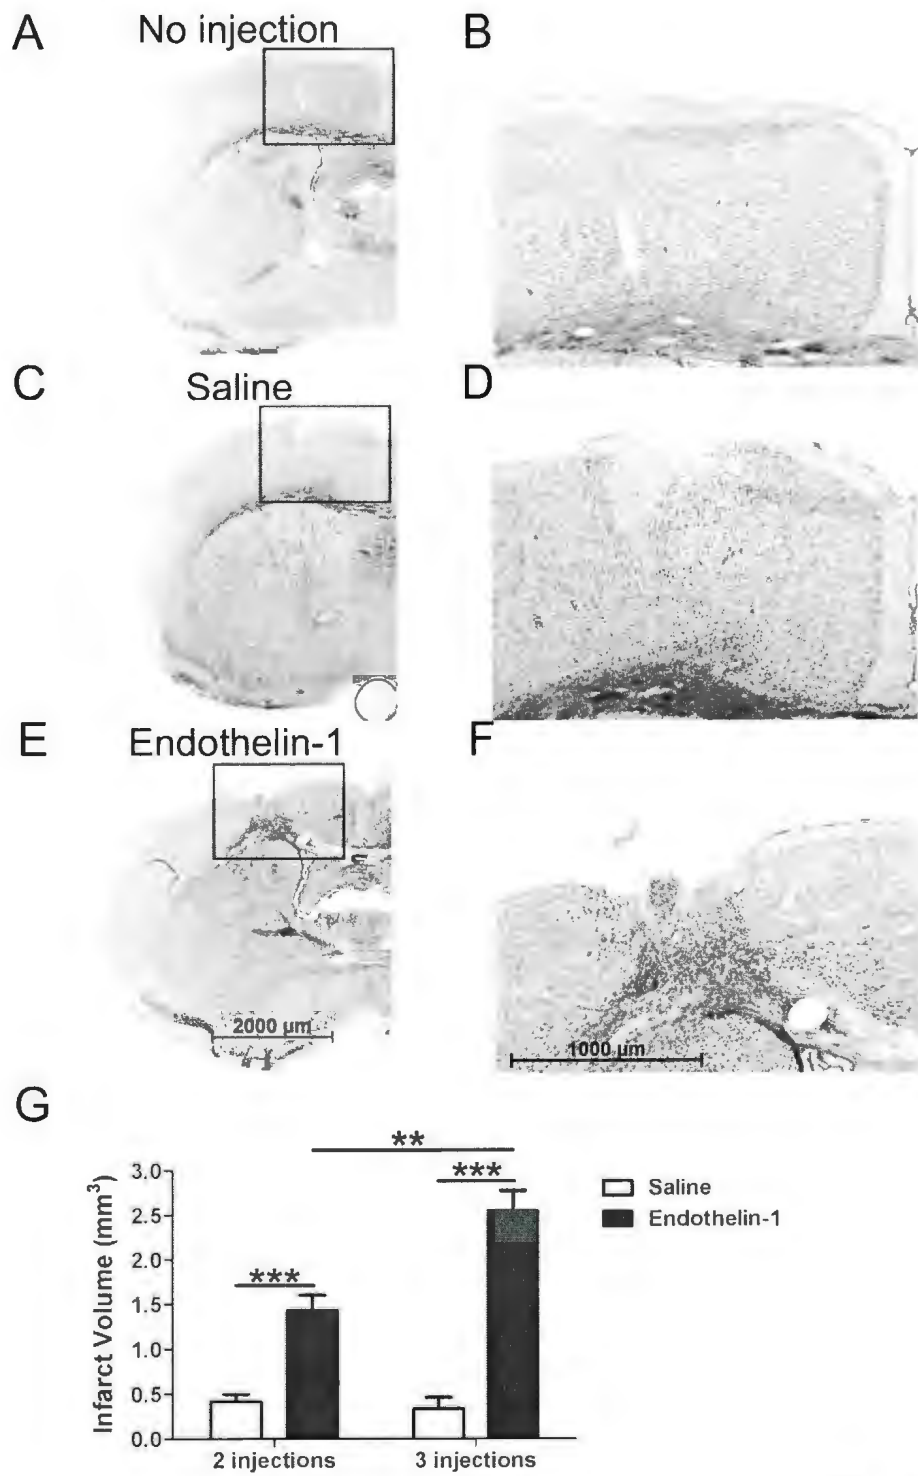 A No injection B
C Saline D
E Endothelin-1 F
2000 µm
1000 µm
G
**
***
***
Infarct Volume (mm³)
3.0
2.5
2.0
1.5
1.0
0.5
0.0
2 injections 3 injections
Saline
Endothelin-1